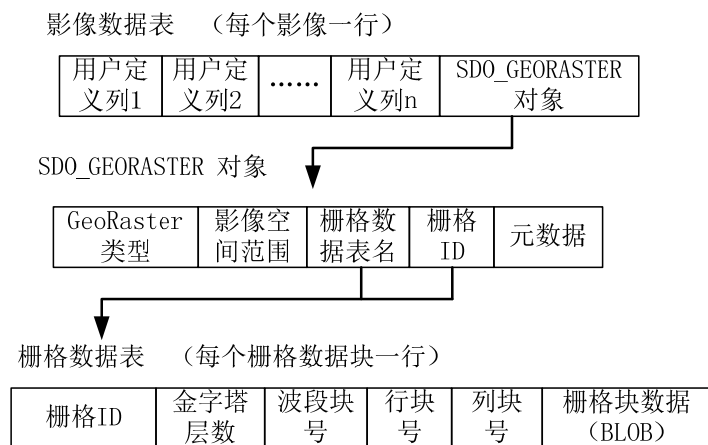 影像数据表 （每个影像一行）
用户定 用户定 …… 用户定 SDO_GEORASTER
义列1 义列2 义列n 对象
SDO_GEORASTER 对象
GeoRaster 影像空 栅格数 栅格 元数据
类型 间范围 据表名 ID
栅格数据表 （每个栅格数据块一行）
栅格ID 金字塔 波段块 行块 列块 栅格块数据
层数 号 号 号 （BLOB）